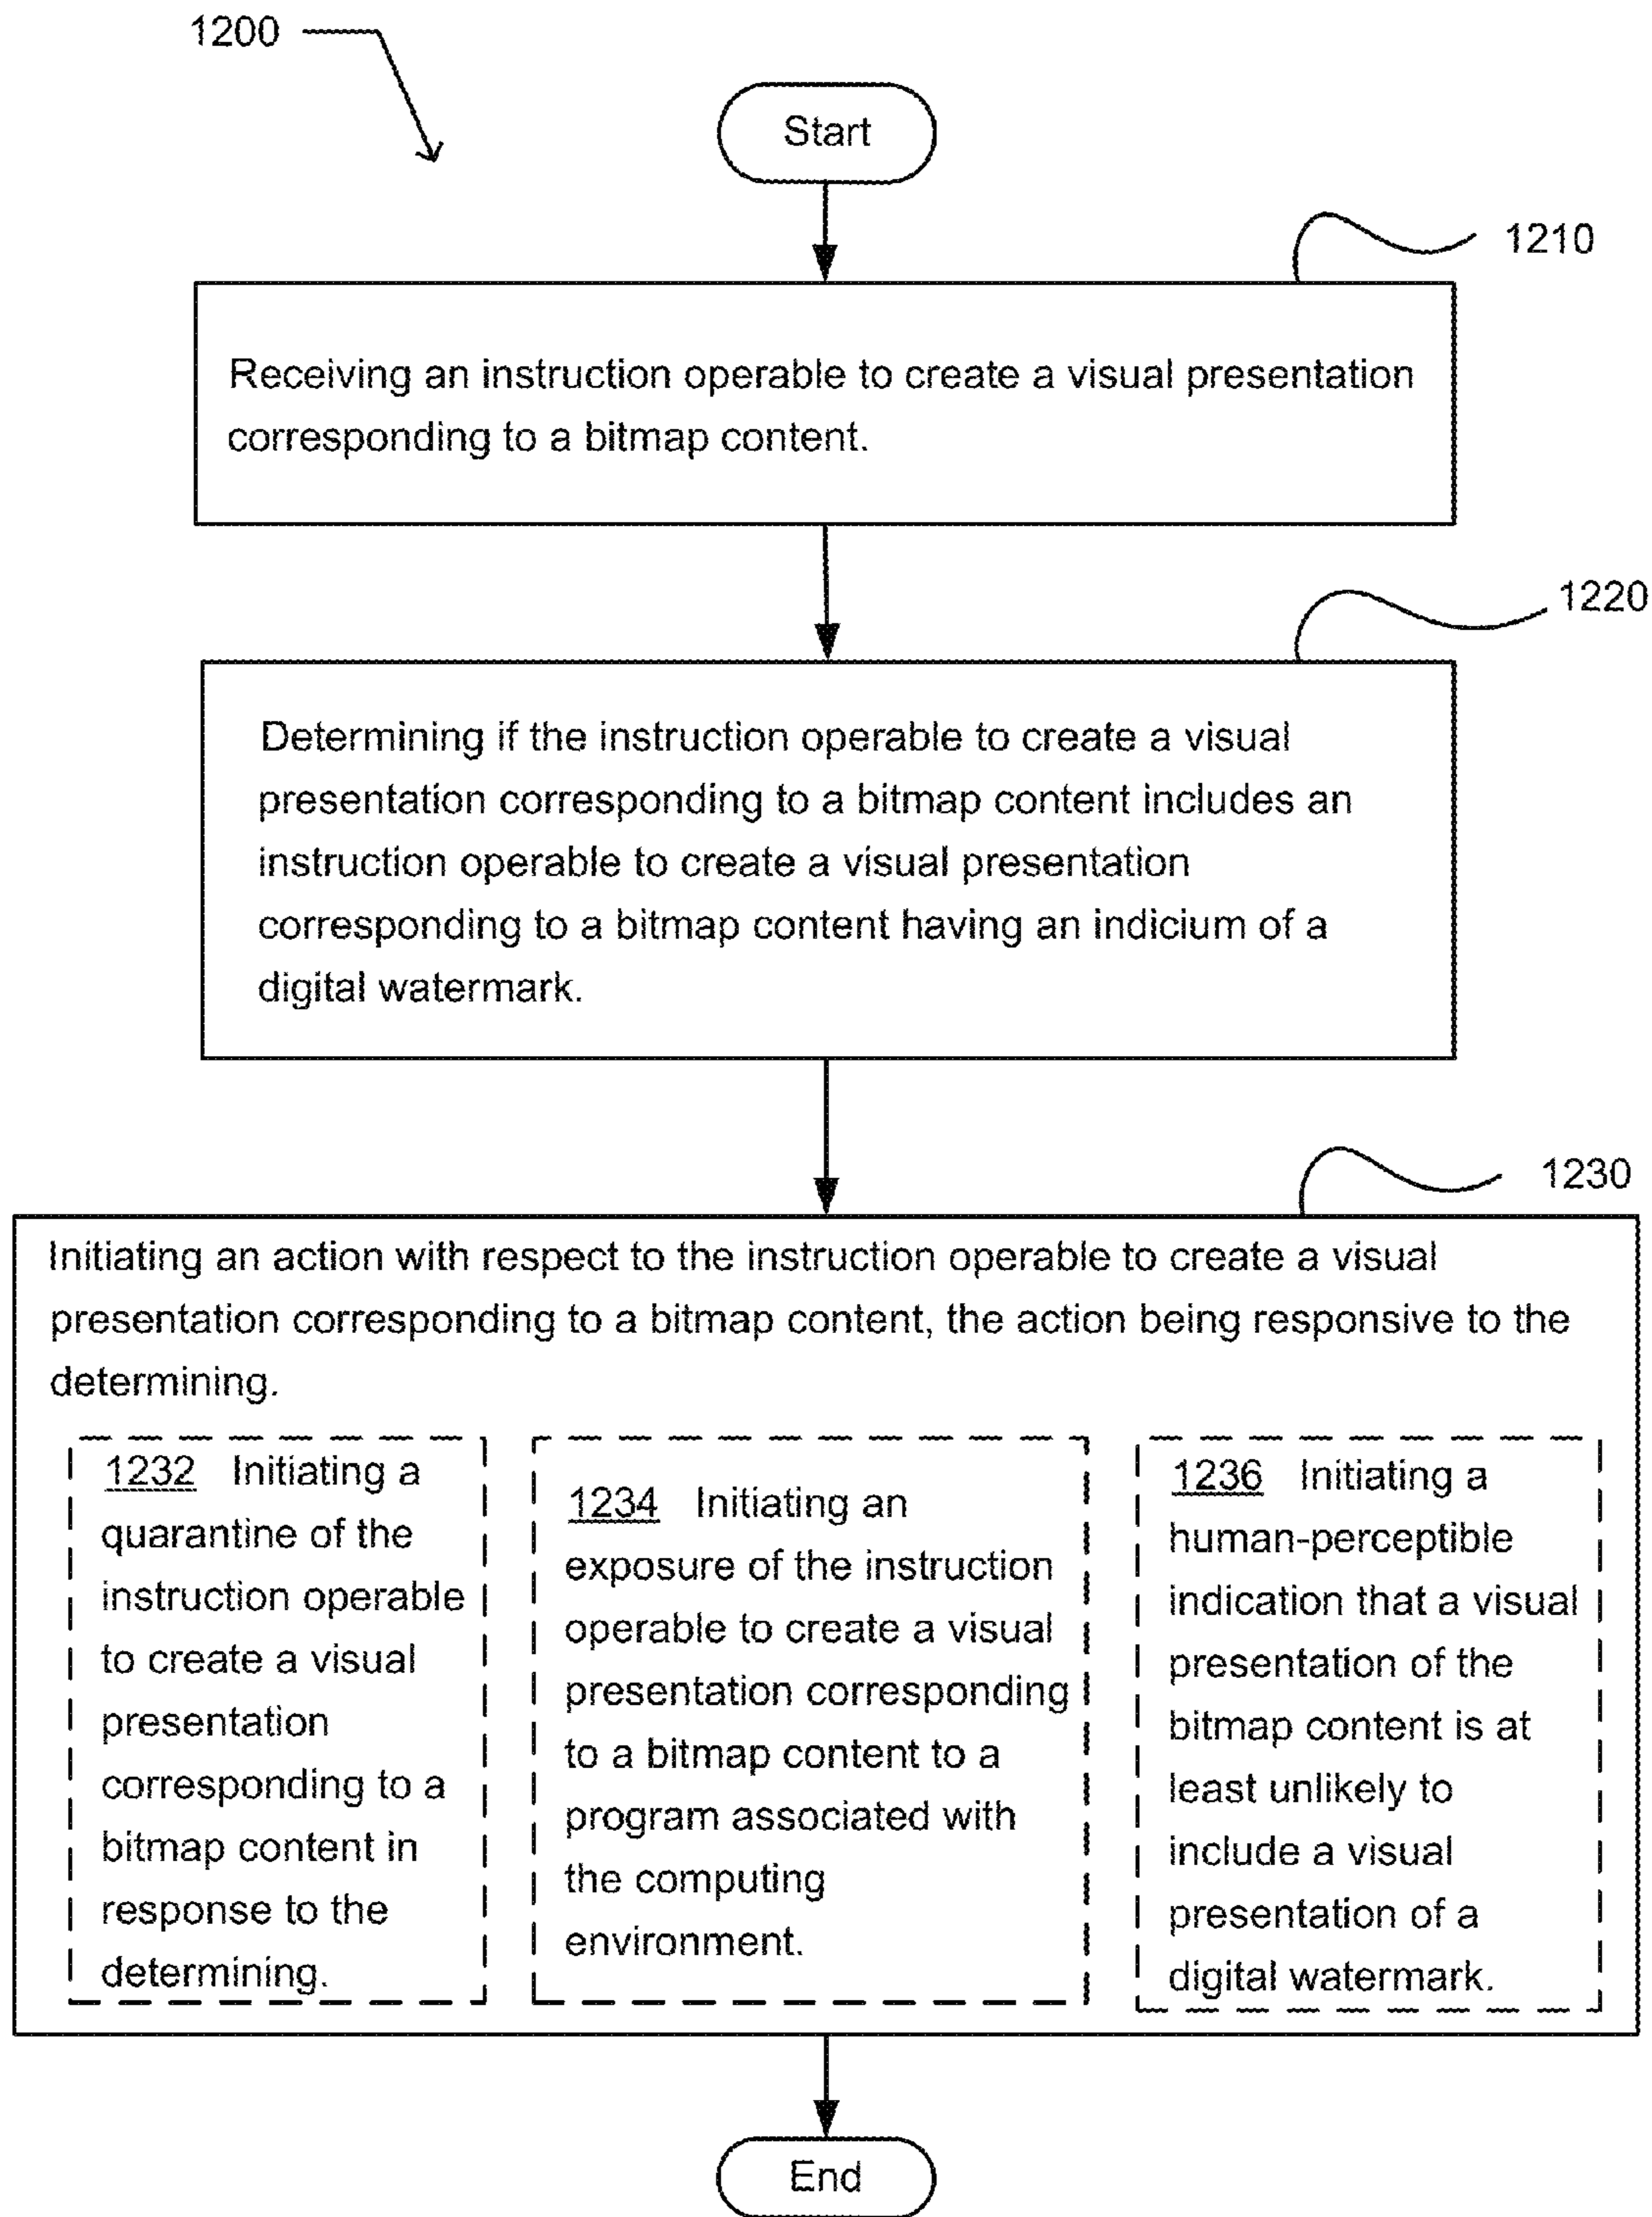 1200
Start
1210
Receiving an instruction operable to create a visual presentation
corresponding to a bitmap content.
1220
Determining if the instruction operable to create a visual
presentation corresponding to a bitmap content includes an
instruction operable to create a visual presentation
corresponding to a bitmap content having an indicium of a
digital watermark.
1230
Initiating an action with respect to the instruction operable to create a visual
presentation corresponding to a bitmap content, the action being responsive to the
determining.
1232 Initiating a
quarantine of the
instruction operable
to create a visual
presentation
corresponding to a
bitmap content in
response to the
determining.
1234 Initiating an
exposure of the instruction
operable to create a visual
presentation corresponding
to a bitmap content to a
program associated with
the computing
environment.
1236 Initiating a
human-perceptible
indication that a visual
presentation of the
bitmap content is at
least unlikely to
include a visual
presentation of a
digital watermark.
End